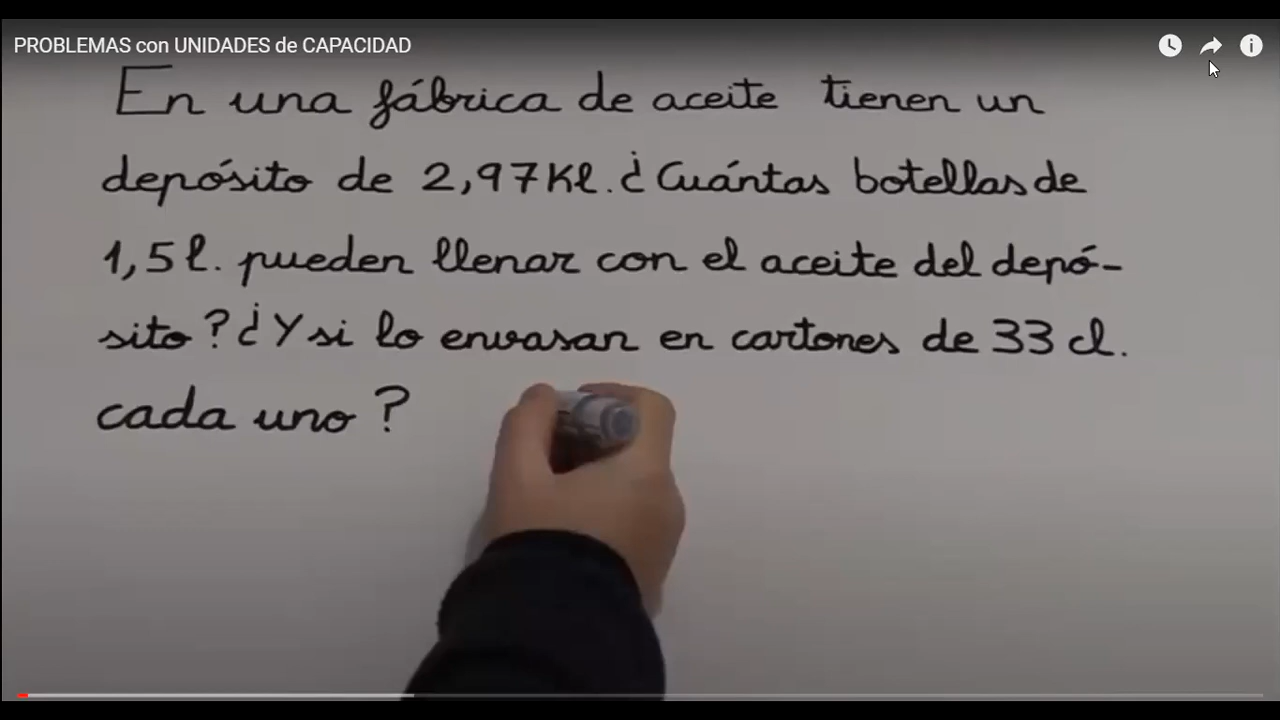 PROBLEMAS con UNIDADES de CAPACIDAD
En una fábrica de aceite tienen un
depósito de 2,97 Kl. ¿Cuántas botellas de
1,5 l. pueden llenar con el aceite del depó-
sito? ¿Y si lo envasan en cartones de 33 cl.
cada uno?